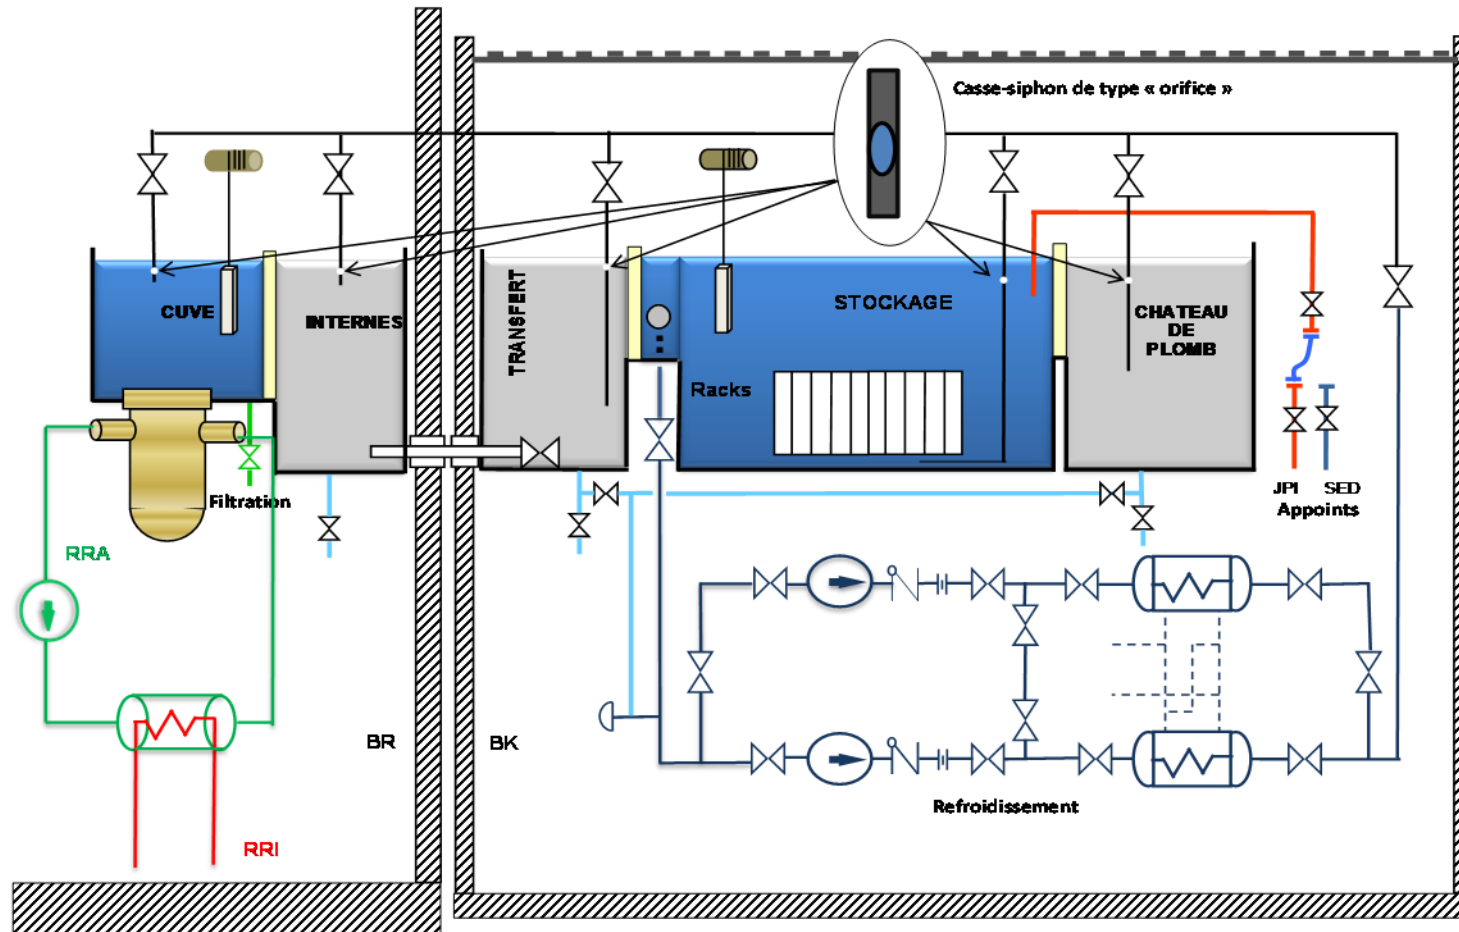 Casse-siphon de type « orifice »
CUVE
INTERNES
TRANSFERT
STOCKAGE
CHATEAU
DE
PLOMB
Racks
Filtration
JPI SED
Appoints
RRA
BR
BK
Refroidissement
RRI